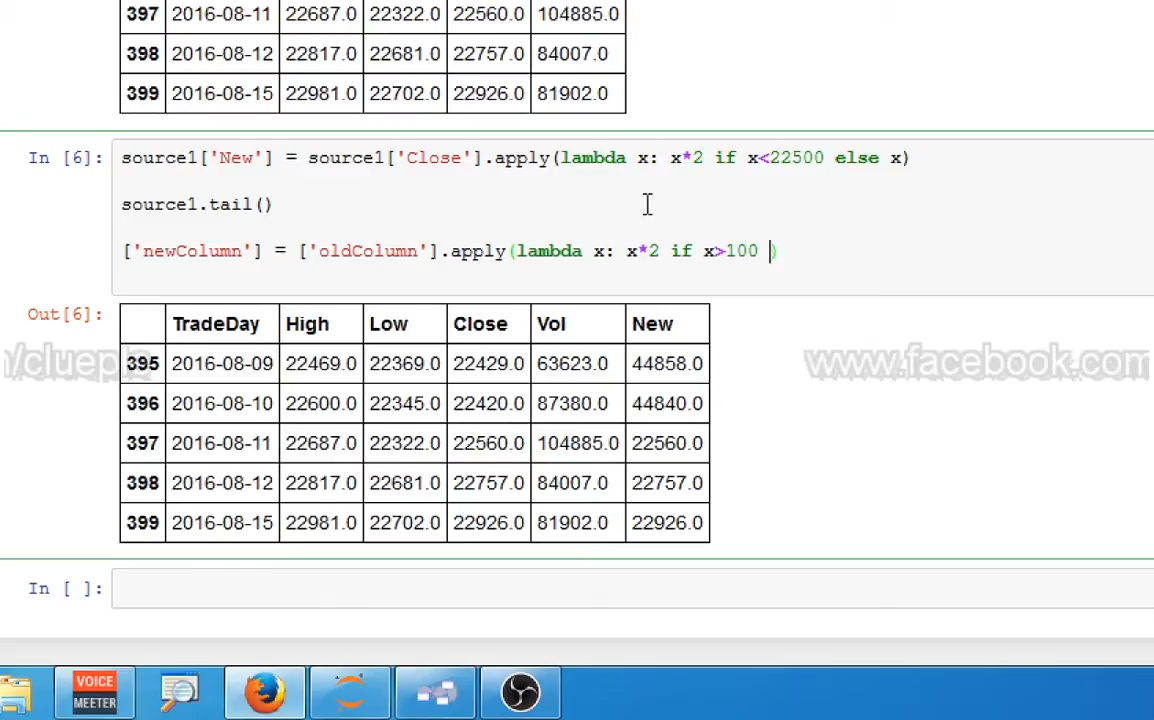 397 2016-08-11 22687.0 22322.0 22560.0 104885.0
398 2016-08-12 22817.0 22681.0 22757.0 84007.0
399 2016-08-15 22981.0 22702.0 22926.0 81902.0
In [6]: source1['New'] = source1['Close'].apply(lambda x: x*2 if x<22500 else x)
source1.tail()
['newColumn'] = ['oldColumn'].apply(lambda x: x*2 if x>100 )
Out[6]:
TradeDay High Low Close Vol New
395 2016-08-09 22469.0 22369.0 22429.0 63623.0 44858.0
/cluepl www.facebook.com
396 2016-08-10 22600.0 22345.0 22420.0 87380.0 44840.0
397 2016-08-11 22687.0 22322.0 22560.0 104885.0 22560.0
398 2016-08-12 22817.0 22681.0 22757.0 84007.0 22757.0
399 2016-08-15 22981.0 22702.0 22926.0 81902.0 22926.0
In [ ]:
VOICE
MEETER